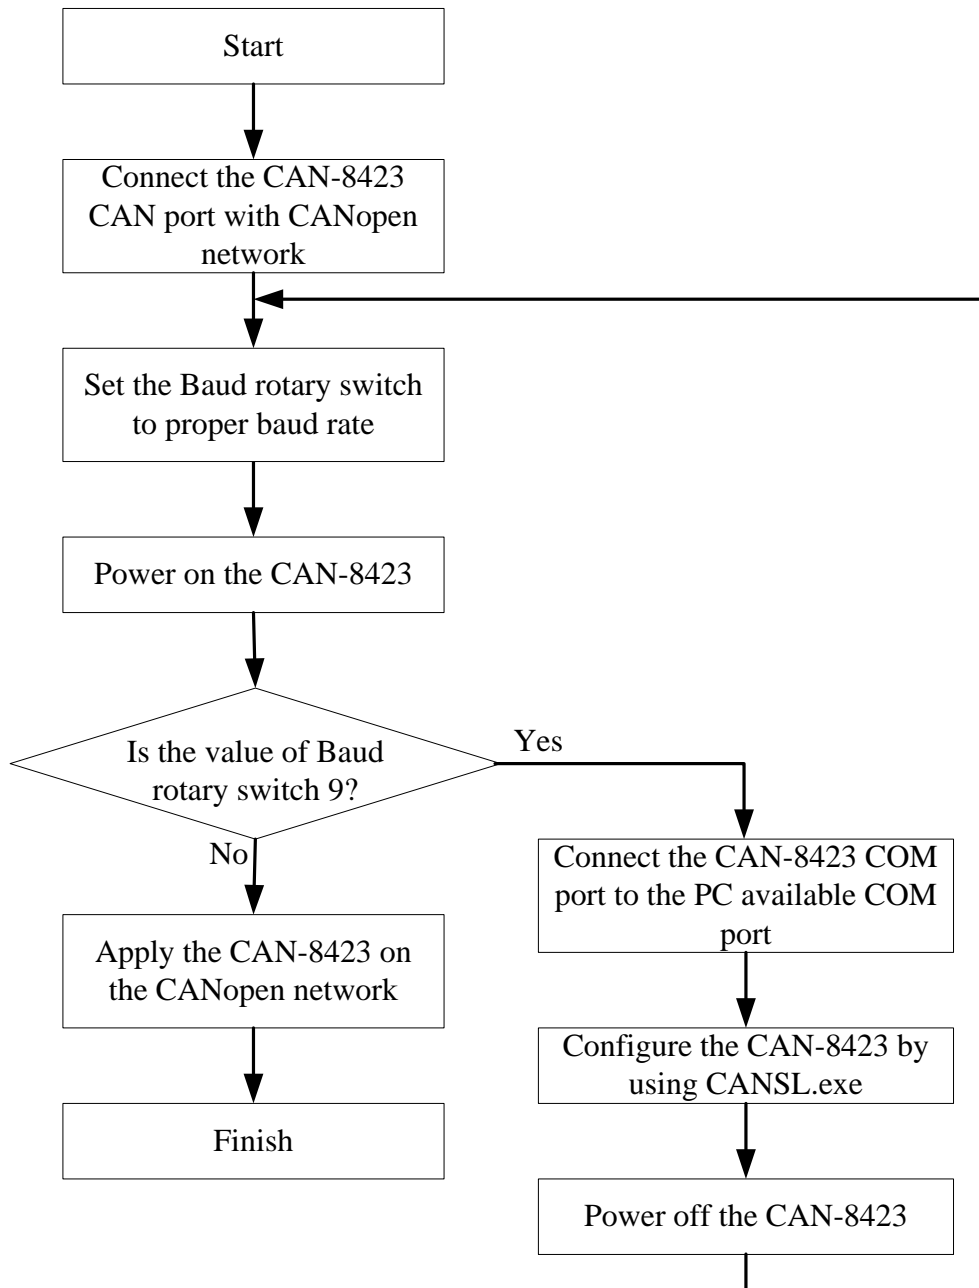 Start
Connect the CAN-8423
CAN port with CANopen
network
Set the Baud rotary switch
to proper baud rate
Power on the CAN-8423
Is the value of Baud
rotary switch 9?
Yes
No
Connect the CAN-8423 COM
port to the PC available COM
port
Apply the CAN-8423 on
the CANopen network
Configure the CAN-8423 by
using CANSL.exe
Finish
Power off the CAN-8423